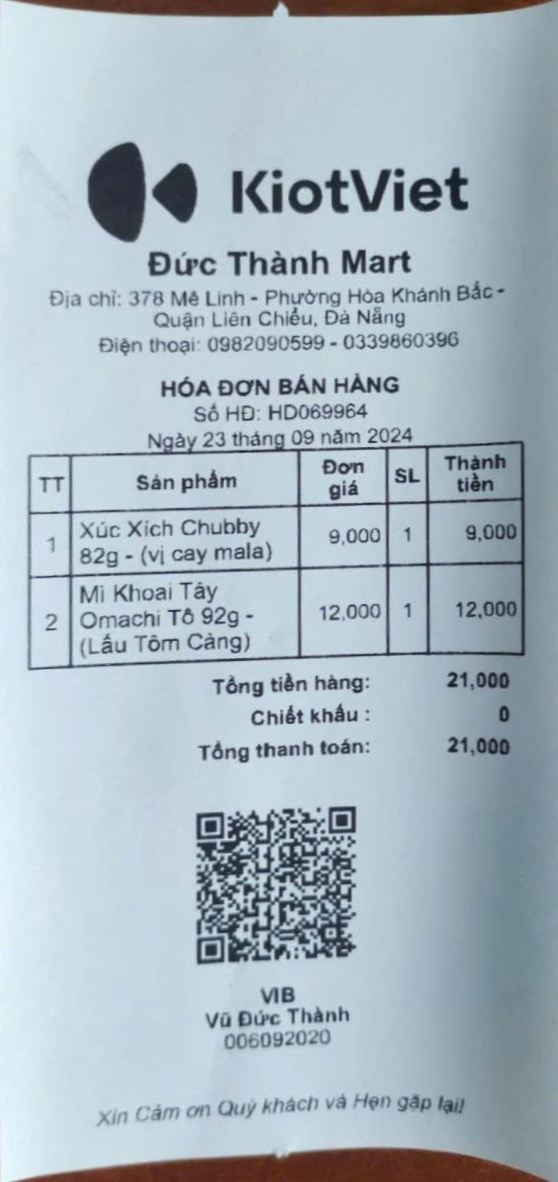 KiotViet
Đức Thành Mart
Địa chỉ: 378 Mê Linh - Phường Hòa Khánh Bắc -
Quận Liên Chiểu, Đà Nẵng
Điện thoại: 0982090599 - 0339860396
HÓA ĐƠN BÁN HÀNG
Số HĐ: HD069964
Ngày 23 tháng 09 năm 2024
TT Sản phẩm Đơn giá SL Thành tiền
1 Xúc Xích Chubby 82g - (vị cay mala) 9,000 1 9,000
2 Mì Khoai Tây Omachi Tô 92g - (Lẩu Tôm Càng) 12,000 1 12,000
Tổng tiền hàng: 21,000
Chiết khấu : 0
Tổng thanh toán: 21,000
VIB
Vũ Đức Thành
006092020
Xin Cảm ơn Quý khách và Hẹn gặp lại!